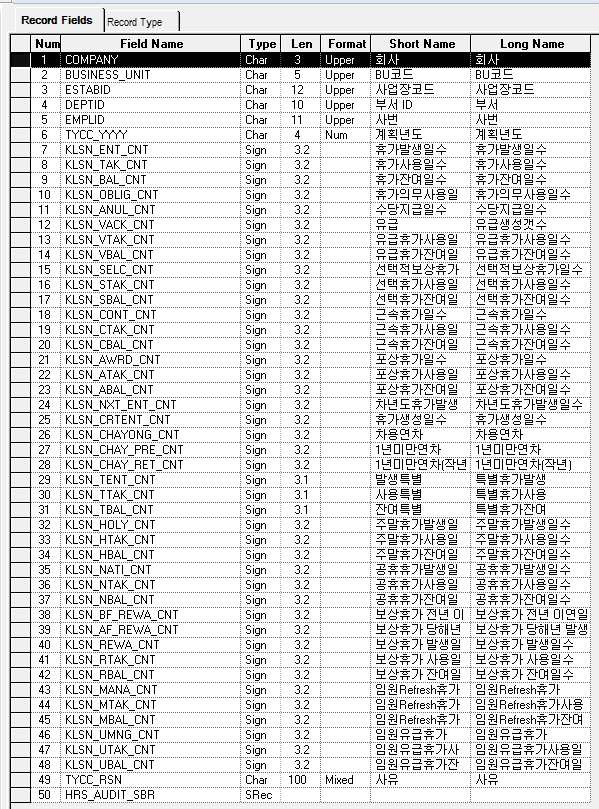 Record Fields Record Type
Num Field Name Type Len Format Short Name Long Name
1 COMPANY Char 3 Upper 회사 회사
2 BUSINESS_UNIT Char 5 Upper BU코드 BU코드
3 ESTABID Char 12 Upper 사업장코드 사업장코드
4 DEPTID Char 10 Upper 부서 ID 부서
5 EMPLID Char 11 Upper 사번 사번
6 TYCC_YYYY Char 4 Num 계획년도 계획년도
7 KLSN_ENT_CNT Sign 3.2 휴가발생일수 휴가발생일수
8 KLSN_TAK_CNT Sign 3.2 휴가사용일수 휴가사용일수
9 KLSN_BAL_CNT Sign 3.2 휴가잔여일수 휴가잔여일수
10 KLSN_OBLIG_CNT Sign 3.2 휴가의무사용일 휴가의무사용일수
11 KLSN_ANUL_CNT Sign 3.2 수당지급일수 수당지급일수
12 KLSN_VACK_CNT Sign 3.2 유급 유급생성갯수
13 KLSN_VTAK_CNT Sign 3.2 유급휴가사용일 유급휴가사용일수
14 KLSN_VBAL_CNT Sign 3.2 유급휴가잔여일 유급휴가잔여일수
15 KLSN_SELC_CNT Sign 3.2 선택적보상휴가 선택적보상휴가일수
16 KLSN_STAK_CNT Sign 3.2 선택휴가사용일 선택휴가사용일수
17 KLSN_SBAL_CNT Sign 3.2 선택휴가잔여일 선택휴가잔여일수
18 KLSN_CONT_CNT Sign 3.2 근속휴가일수 근속휴가일수
19 KLSN_CTAK_CNT Sign 3.2 근속휴가사용일 근속휴가사용일수
20 KLSN_CBAL_CNT Sign 3.2 근속휴가잔여일 근속휴가잔여일수
21 KLSN_AWRD_CNT Sign 3.2 포상휴가일수 포상휴가일수
22 KLSN_ATAK_CNT Sign 3.2 포상휴가사용일 포상휴가사용일수
23 KLSN_ABAL_CNT Sign 3.2 포상휴가잔여일 포상휴가잔여일수
24 KLSN_NXT_ENT_CNT Sign 3.2 차년도휴가발생 차년도휴가발생일수
25 KLSN_CRTENT_CNT Sign 3.2 휴가생성일수 휴가생성일수
26 KLSN_CHAYONG_CNT Sign 3.2 차용연차 차용연차
27 KLSN_CHAY_PRE_CNT Sign 3.2 1년미만연차 1년미만연차
28 KLSN_CHAY_RET_CNT Sign 3.2 1년미만연차(작년 1년미만연차(작년)
29 KLSN_TENT_CNT Sign 3.1 발생특별 특별휴가발생
30 KLSN_TTAK_CNT Sign 3.1 사용특별 특별휴가사용
31 KLSN_TBAL_CNT Sign 3.1 잔여특별 특별휴가잔여
32 KLSN_HOLY_CNT Sign 3.2 주말휴가발생일 주말휴가발생일수
33 KLSN_HTAK_CNT Sign 3.2 주말휴가사용일 주말휴가사용일수
34 KLSN_HBAL_CNT Sign 3.2 주말휴가잔여일 주말휴가잔여일수
35 KLSN_NATI_CNT Sign 3.2 공휴휴가발생일 공휴휴가발생일수
36 KLSN_NTAK_CNT Sign 3.2 공휴휴가사용일 공휴휴가사용일수
37 KLSN_NBAL_CNT Sign 3.2 공휴휴가잔여일 공휴휴가잔여일수
38 KLSN_BF_REWA_CNT Sign 3.2 보상휴가 전년 이 보상휴가 전년 이연일
39 KLSN_AF_REWA_CNT Sign 3.2 보상휴가 당해년 보상휴가 당해년 발생
40 KLSN_REWA_CNT Sign 3.2 보상휴가 발생일 보상휴가 발생일수
41 KLSN_RTAK_CNT Sign 3.2 보상휴가 사용일 보상휴가 사용일수
42 KLSN_RBAL_CNT Sign 3.2 보상휴가 잔여일 보상휴가 잔여일수
43 KLSN_MANA_CNT Sign 3.2 임원Refresh휴가 임원Refresh휴가
44 KLSN_MTAK_CNT Sign 3.2 임원Refresh휴가 임원Refresh휴가사용
45 KLSN_MBAL_CNT Sign 3.2 임원Refresh휴가 임원Refresh휴가잔여
46 KLSN_UMNG_CNT Sign 3.2 임원유급휴가 임원유급휴가
47 KLSN_UTAK_CNT Sign 3.2 임원유급휴가사 임원유급휴가사용일
48 KLSN_UBAL_CNT Sign 3.2 임원유급휴가잔 임원유급휴가잔여일
49 TYCC_RSN Char 100 Mixed 사유 사유
50 HRS_AUDIT_SBR SRec